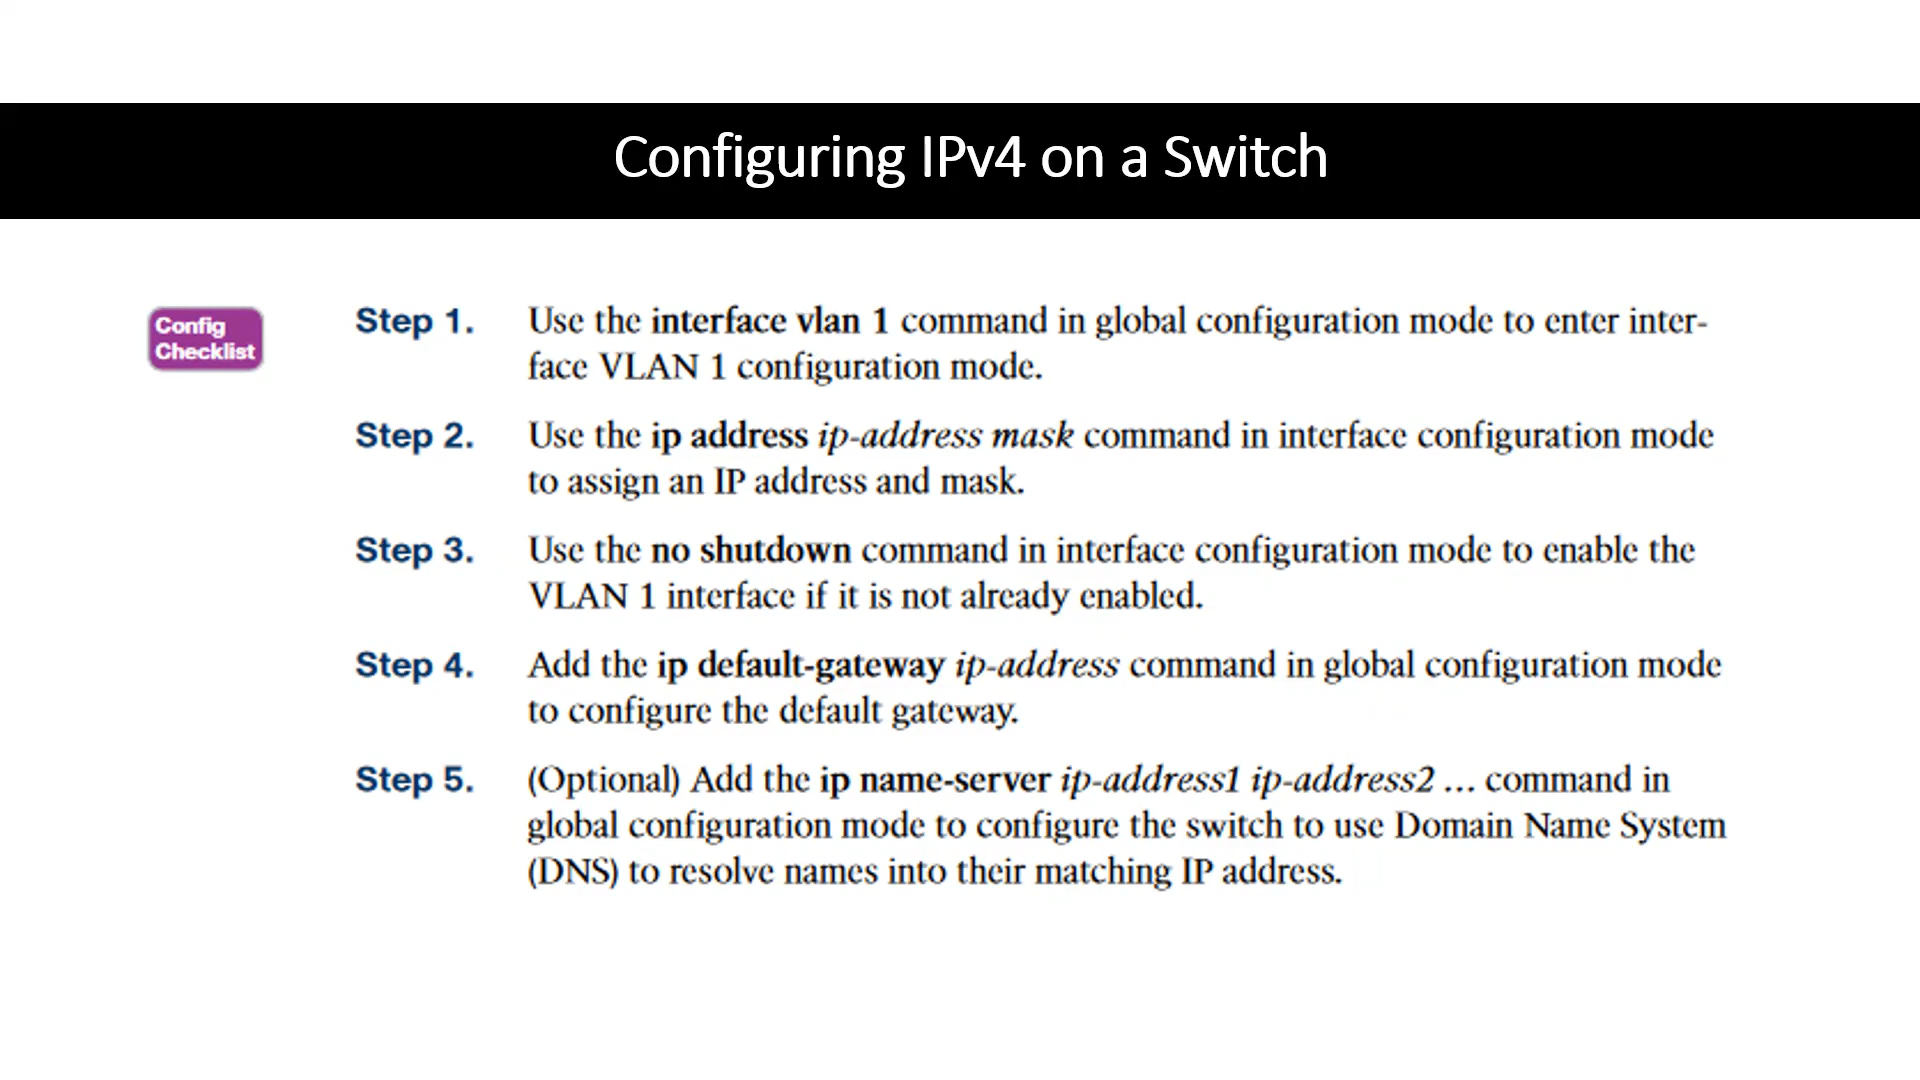 Configuring IPv4 on a Switch
Config
Checklist
Step 1. Use the interface vlan 1 command in global configuration mode to enter inter-
face VLAN 1 configuration mode.
Step 2. Use the ip address ip-address mask command in interface configuration mode
to assign an IP address and mask.
Step 3. Use the no shutdown command in interface configuration mode to enable the
VLAN 1 interface if it is not already enabled.
Step 4. Add the ip default-gateway ip-address command in global configuration mode
to configure the default gateway.
Step 5. (Optional) Add the ip name-server ip-address1 ip-address2 … command in
global configuration mode to configure the switch to use Domain Name System
(DNS) to resolve names into their matching IP address.